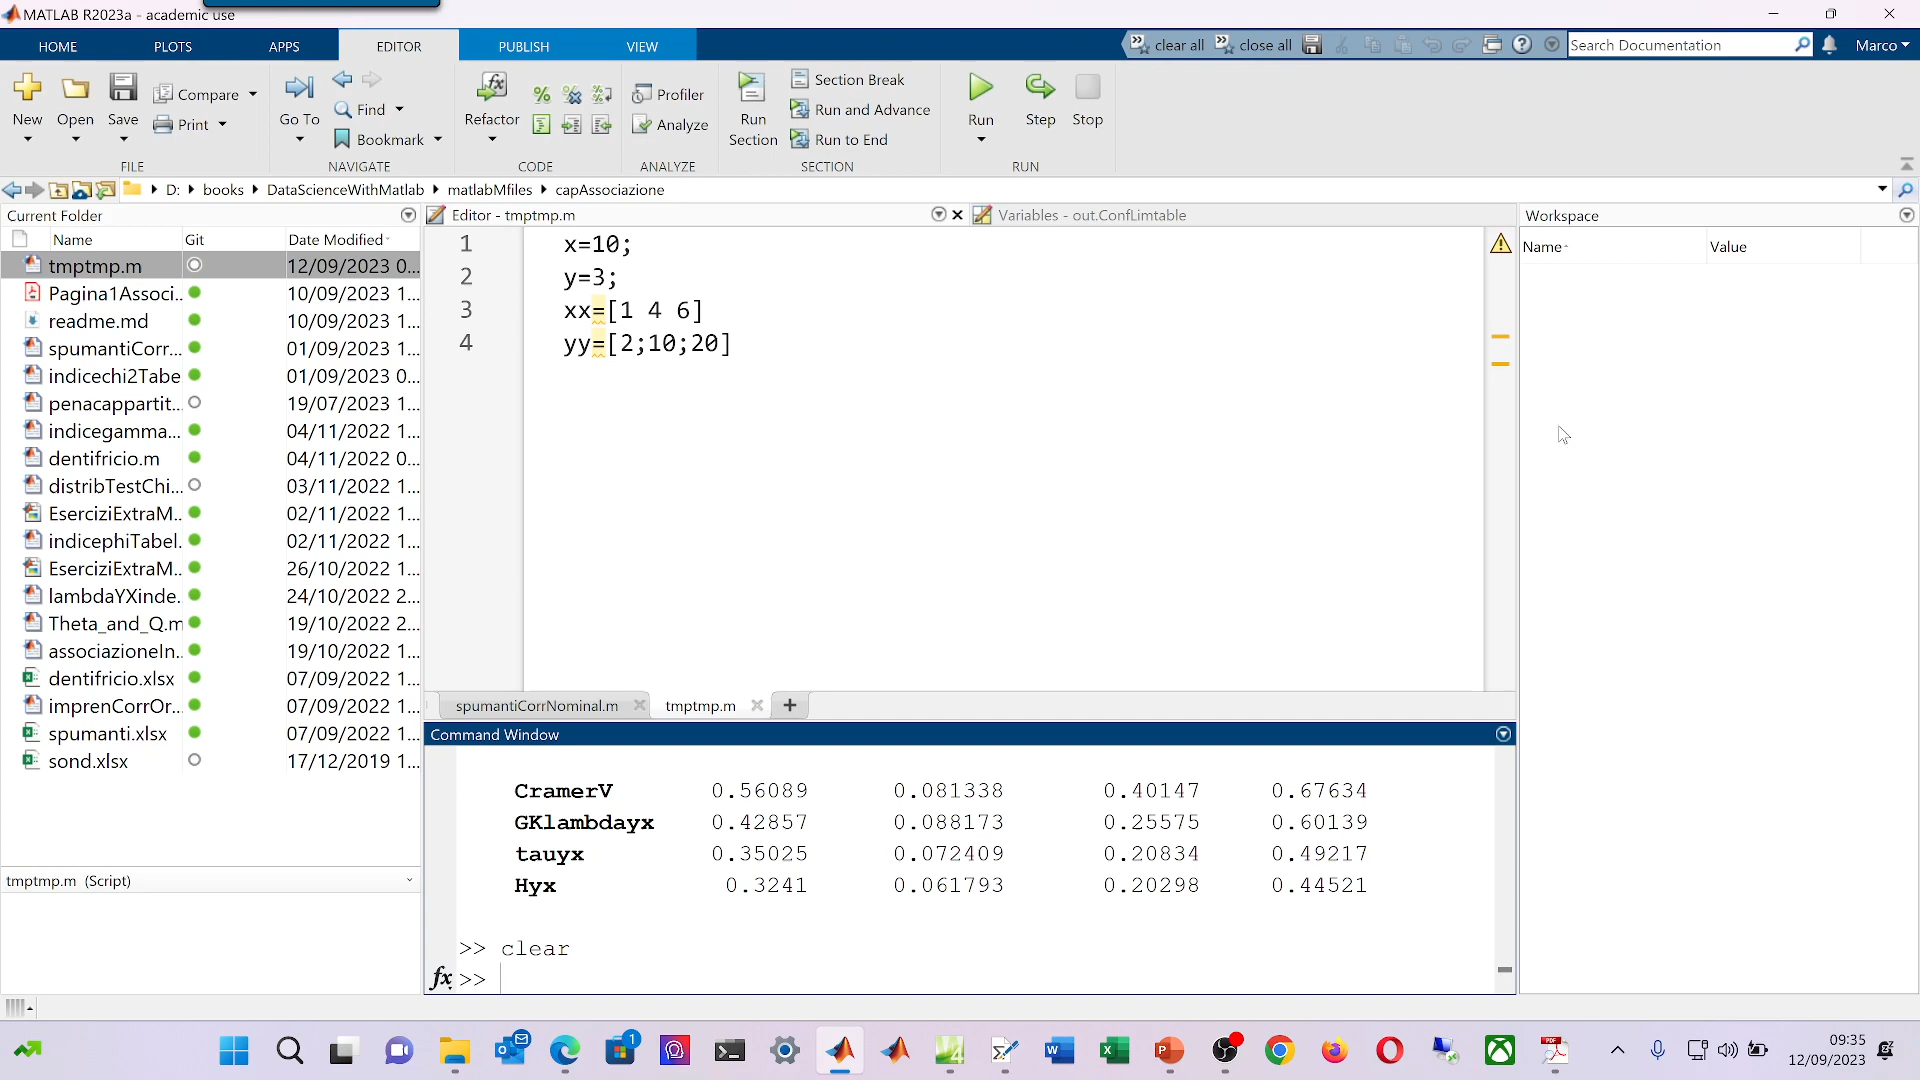 MATLAB R2023a - academic use
HOME PLOTS APPS EDITOR PUBLISH VIEW
clear all close all Search Documentation Marco
New Open Save Compare Print Go To Find Bookmark Refactor Profiler Analyze Run Section Section Break Run and Advance Run to End Run Step Stop
FILE NAVIGATE CODE ANALYZE SECTION RUN
D: books DataScienceWithMatlab matlabMfiles capAssociazione
Current Folder
Name Git Date Modified
tmptmp.m 12/09/2023 0...
Pagina1Associ... 10/09/2023 1...
readme.md 10/09/2023 1...
spumantiCorr... 01/09/2023 1...
indicechi2Tabe 01/09/2023 0...
penacappartit... 19/07/2023 1...
indicegamma... 04/11/2022 1...
dentifricio.m 04/11/2022 0...
distribTestChi... 03/11/2022 1...
EserciziExtraM... 02/11/2022 1...
indicephiTabel. 02/11/2022 1...
EserciziExtraM... 26/10/2022 1...
lambdaYXinde. 24/10/2022 2...
Theta_and_Q.m 19/10/2022 2...
associazioneIn... 19/10/2022 1...
dentifricio.xlsx 07/09/2022 1...
imprenCorrOr... 07/09/2022 1...
spumanti.xlsx 07/09/2022 1...
sond.xlsx 17/12/2019 1...
tmptmp.m (Script)
Editor - tmptmp.m Variables - out.ConfLimtable
1 x=10;
2 y=3;
3 xx=[1 4 6]
4 yy=[2;10;20]
spumantiCorrNominal.m tmptmp.m
Command Window
CramerV 0.56089 0.081338 0.40147 0.67634
GKlambdayx 0.42857 0.088173 0.25575 0.60139
tauyx 0.35025 0.072409 0.20834 0.49217
Hyx 0.3241 0.061793 0.20298 0.44521
>> clear
fx >>
Workspace
Name Value
09:35
12/09/2023